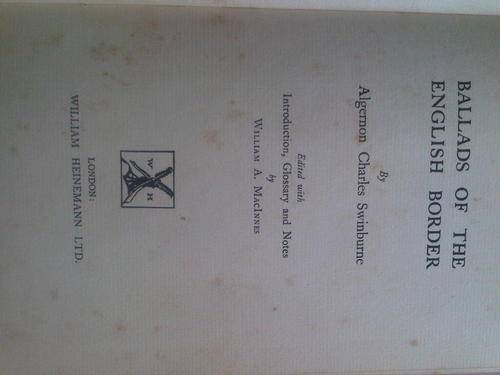 BALLADS OF THE
ENGLISH BORDER
By
Algernon Charles Swinburne
Edited with
Introduction, Glossary and Notes
by
WILLIAM A. MACINNES
W H
LONDON:
WILLIAM HEINEMANN LTD.